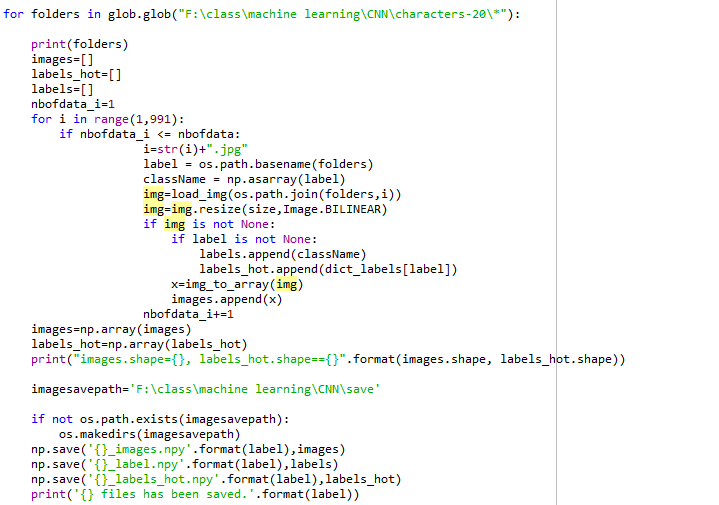 for folders in glob.glob("F:\class\machine learning\CNN\characters-20\*"):
print(folders)
images=[]
labels_hot=[]
labels=[]
nbofdata_i=1
for i in range(1,991):
if nbofdata_i <= nbofdata:
i=str(i)+".jpg"
label = os.path.basename(folders)
className = np.asarray(label)
img=load_img(os.path.join(folders,i))
img=img.resize(size,Image.BILINEAR)
if img is not None:
if label is not None:
labels.append(className)
labels_hot.append(dict_labels[label])
x=img_to_array(img)
images.append(x)
nbofdata_i+=1
images=np.array(images)
labels_hot=np.array(labels_hot)
print("images.shape={}, labels_hot.shape=={}".format(images.shape, labels_hot.shape))
imagesavepath='F:\class\machine learning\CNN\save'
if not os.path.exists(imagesavepath):
os.makedirs(imagesavepath)
np.save('{}_images.npy'.format(label),images)
np.save('{}_label.npy'.format(label),labels)
np.save('{}_labels_hot.npy'.format(label),labels_hot)
print('{} files has been saved.'.format(label))